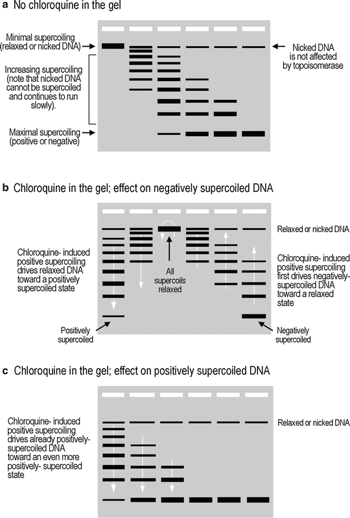 a No chloroquine in the gel
Minimal supercoiling
(relaxed or nicked DNA)
Nicked DNA
is not affected
by topoisomerase
Increasing supercoiling
(note that nicked DNA
cannot be supercoiled
and continues to run
slowly).
Maximal supercoiling
(positive or negative)
b Chloroquine in the gel; effect on negatively supercoiled DNA
Relaxed or nicked DNA
Chloroquine- induced
positive supercoiling
drives relaxed DNA
toward a positively
supercoiled state
All
supercoils
relaxed
Chloroquine- induced
positive supercoiling
first drives negatively-
supercoiled DNA
toward a relaxed
state
Positively
supercoiled
Negatively
supercoiled
c Chloroquine in the gel; effect on positively supercoiled DNA
Relaxed or nicked DNA
Chloroquine- induced
positive supercoiling
drives already positively-
supercoiled DNA
toward an even more
positively- supercoiled
state